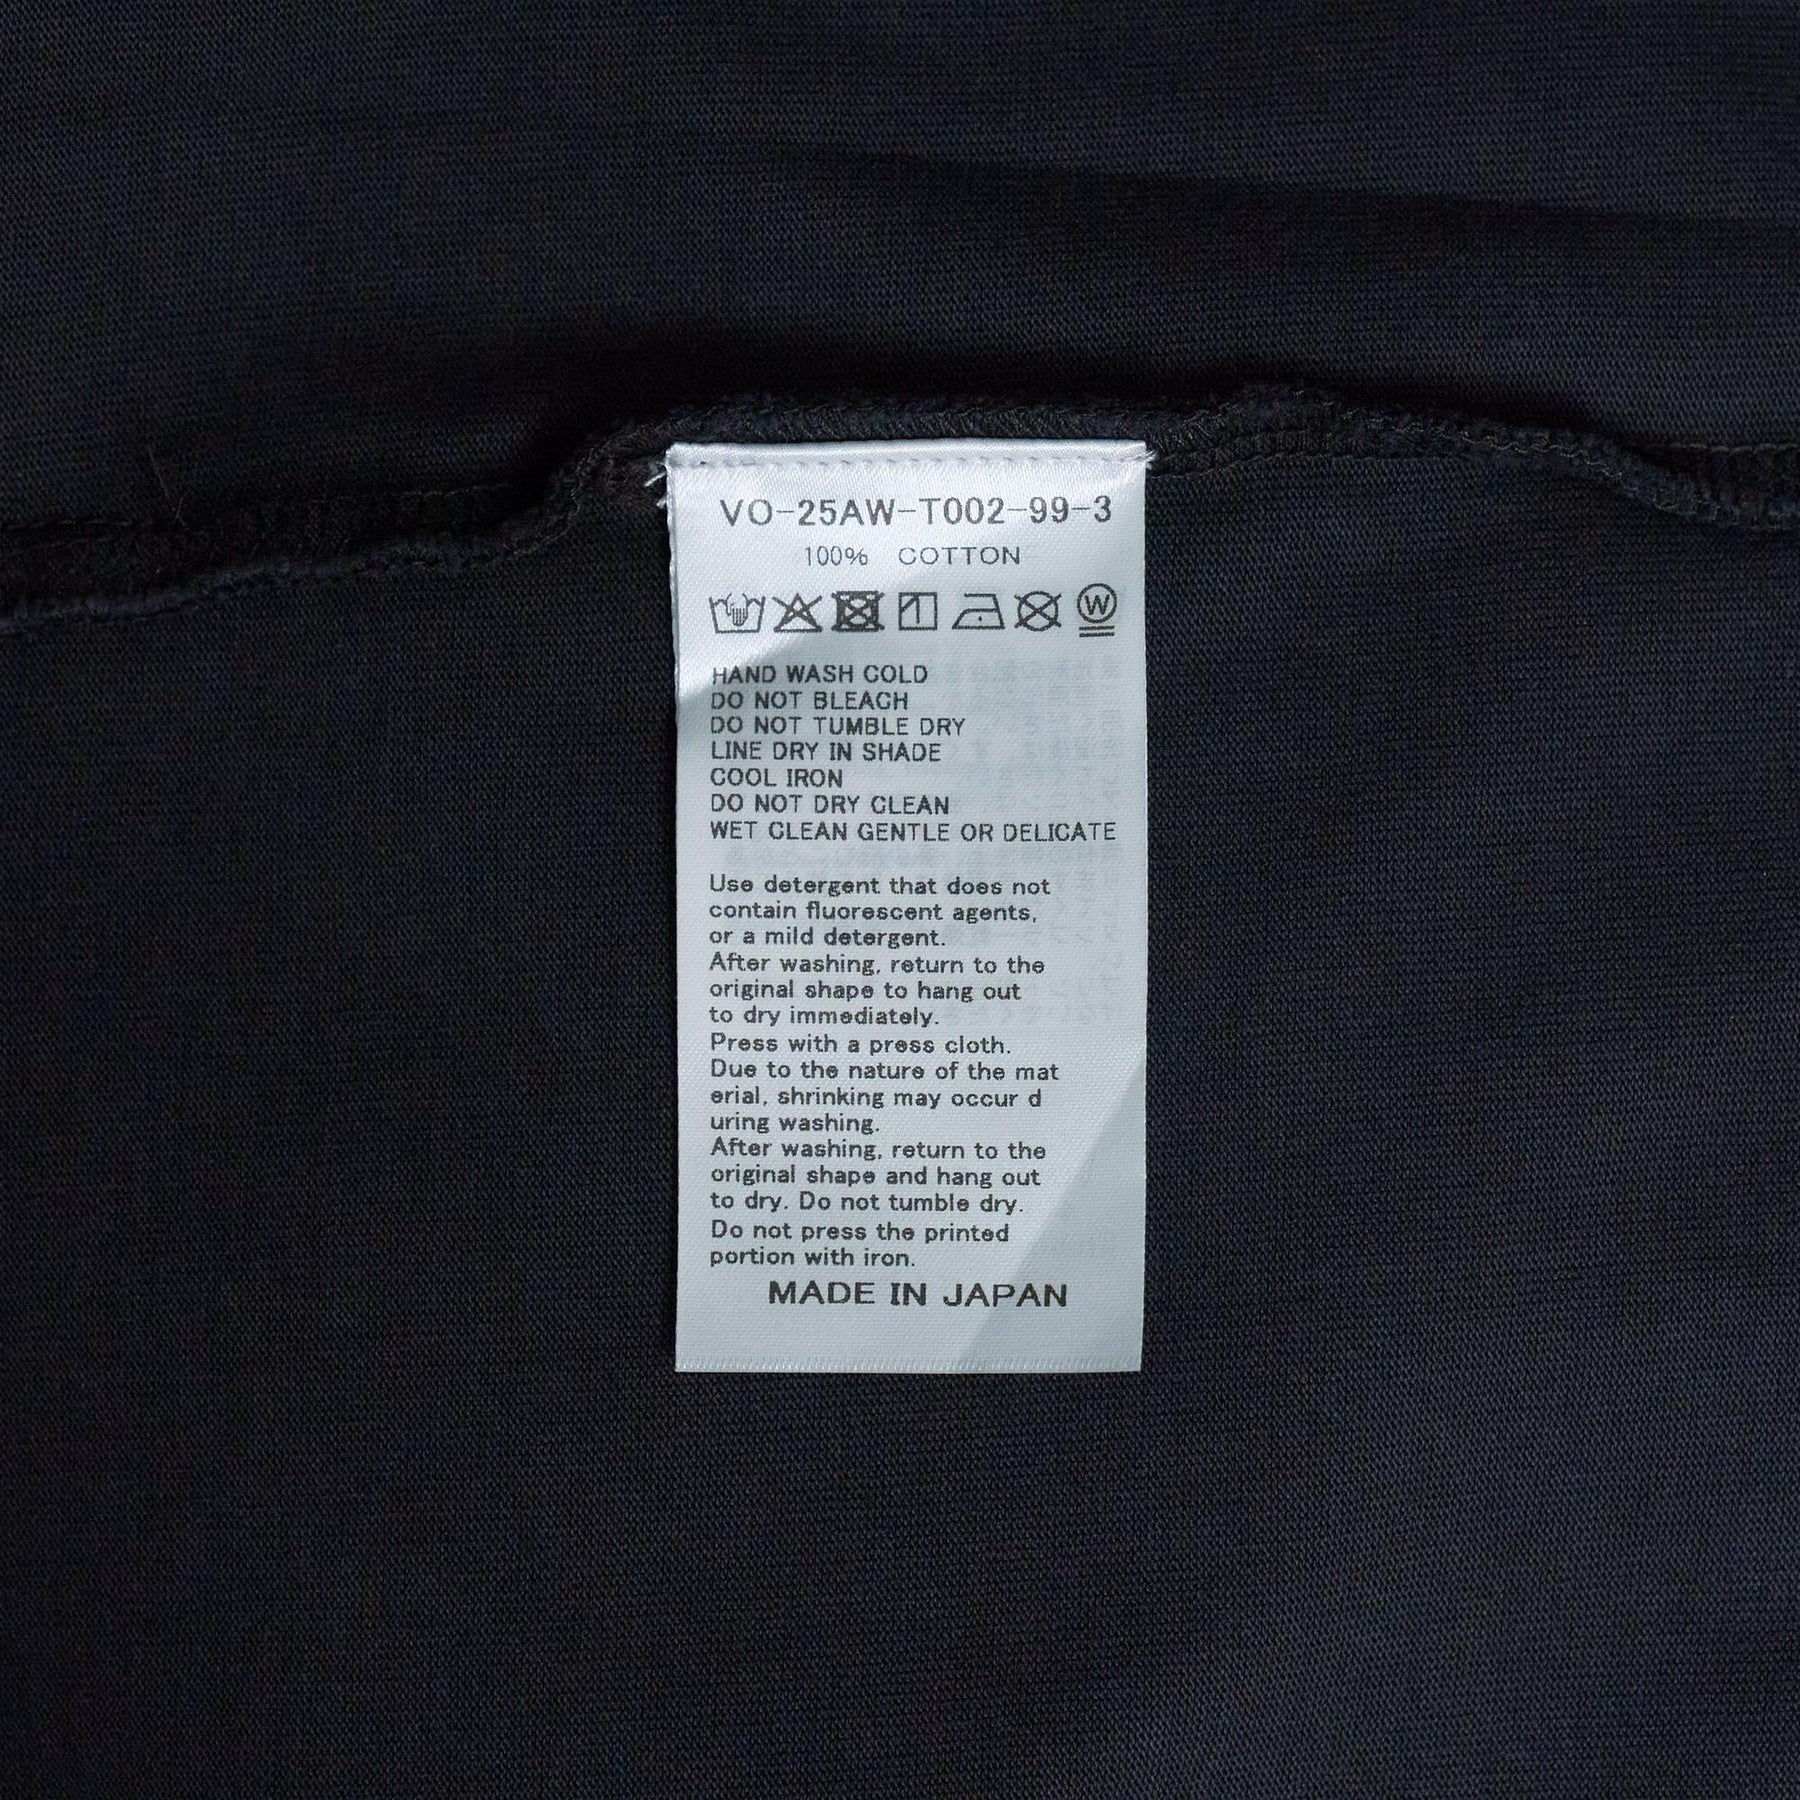 VO-25AW-T002-99-3
100% COTTON
W
HAND WASH COLD
DO NOT BLEACH
DO NOT TUMBLE DRY
LINE DRY IN SHADE
COOL IRON
DO NOT DRY CLEAN
WET CLEAN GENTLE OR DELICATE
Use detergent that does not
contain fluorescent agents,
or a mild detergent.
After washing, return to the
original shape to hang out
to dry immediately.
Press with a press cloth.
Due to the nature of the mat
erial, shrinking may occur d
uring washing.
After washing, return to the
original shape and hang out
to dry. Do not tumble dry.
Do not press the printed
portion with iron.
MADE IN JAPAN